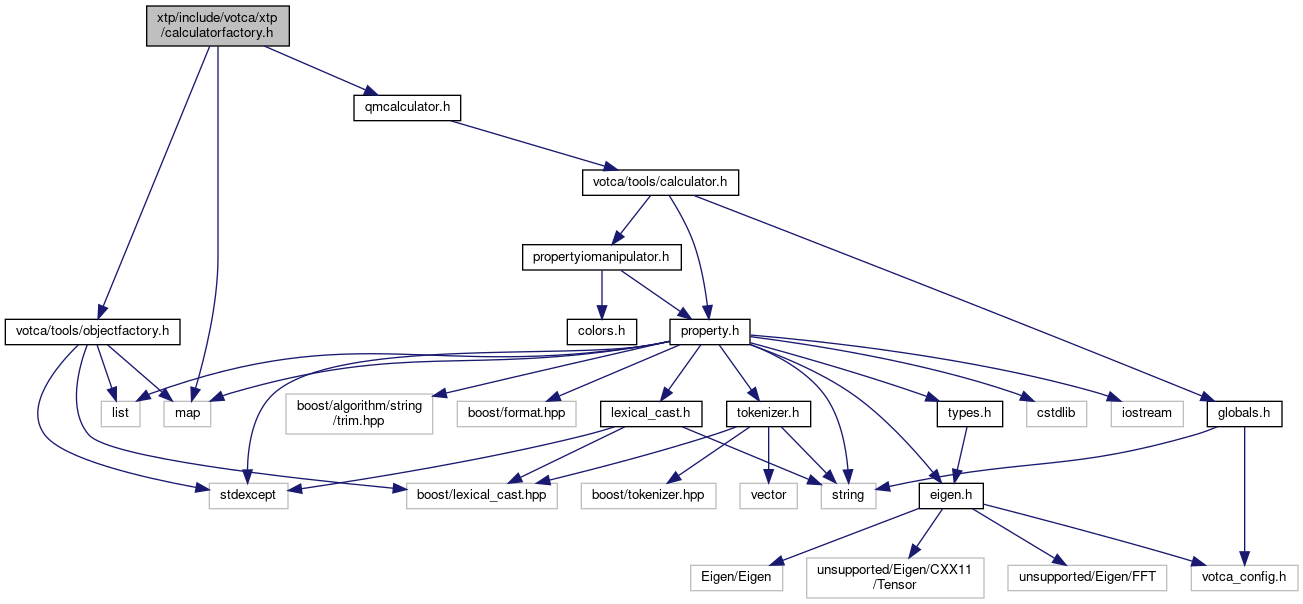 xtp/include/votca/xtp
/calculatorfactory.h
qmcalculator.h
votca/tools/calculator.h
propertyiomanipulator.h
votca/tools/objectfactory.h
colors.h
property.h
list
map
boost/algorithm/string
/trim.hpp
boost/format.hpp
lexical_cast.h
tokenizer.h
types.h
cstdlib
iostream
globals.h
stdexcept
boost/lexical_cast.hpp
boost/tokenizer.hpp
vector
string
eigen.h
Eigen/Eigen
unsupported/Eigen/CXX11
/Tensor
unsupported/Eigen/FFT
votca_config.h